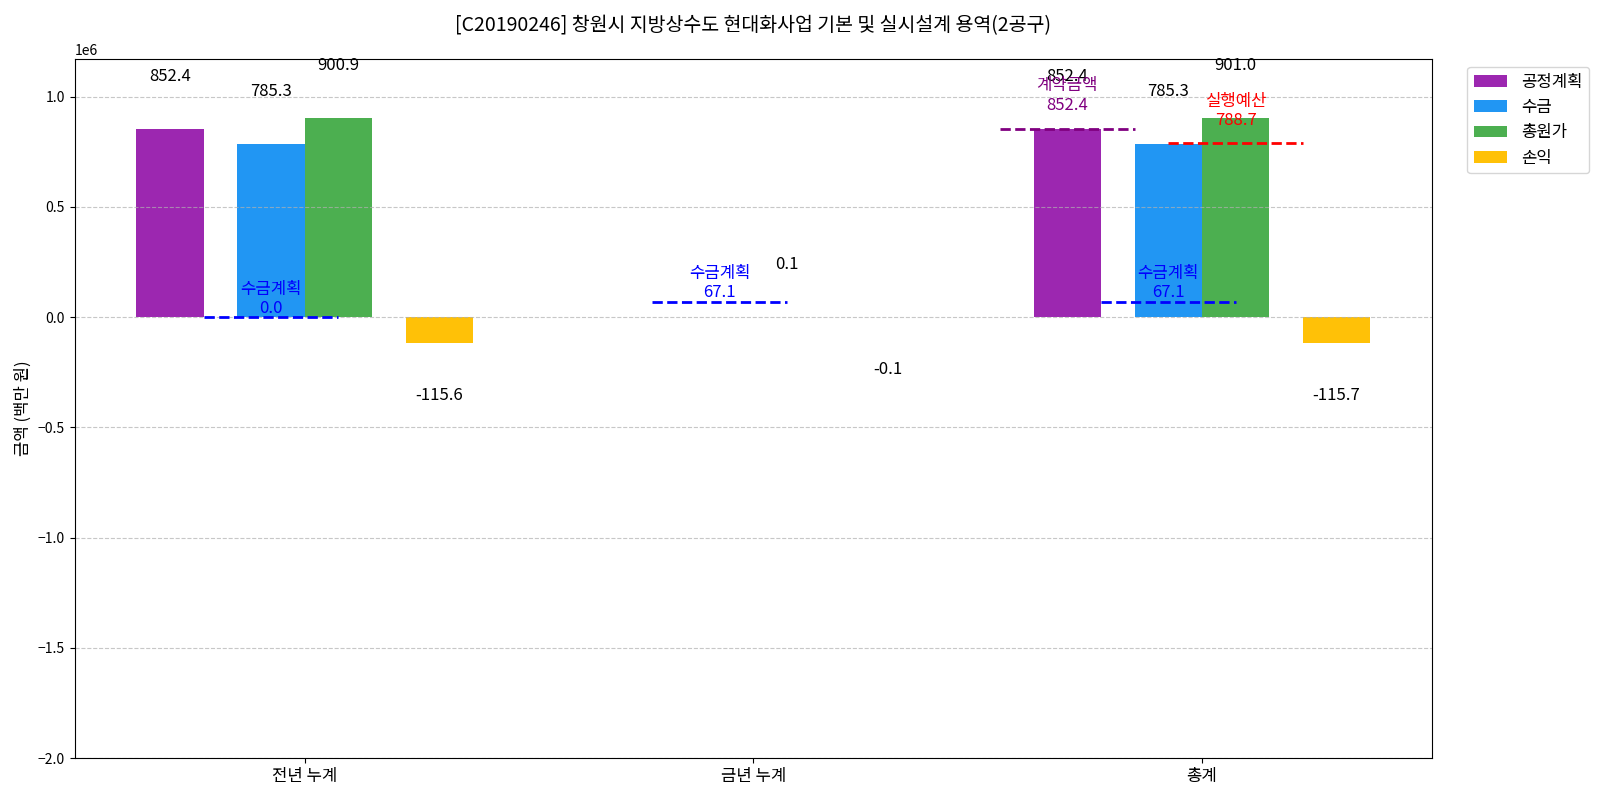 [C20190246] 창원시 지방상수도 현대화사업 기본 및 실시설계 용역(2공구)
1e6
금액 (백만 원)
1.0
0.5
0.0
−0.5
−1.0
−1.5
−2.0
852.4
785.3
900.9
수금계획
0.0
-115.6
수금계획
67.1
0.1
-0.1
852.4
계약금액
852.4
785.3
901.0
실행예산
788.7
수금계획
67.1
-115.7
전년 누계
금년 누계
총계
공정계획
수금
총원가
손익